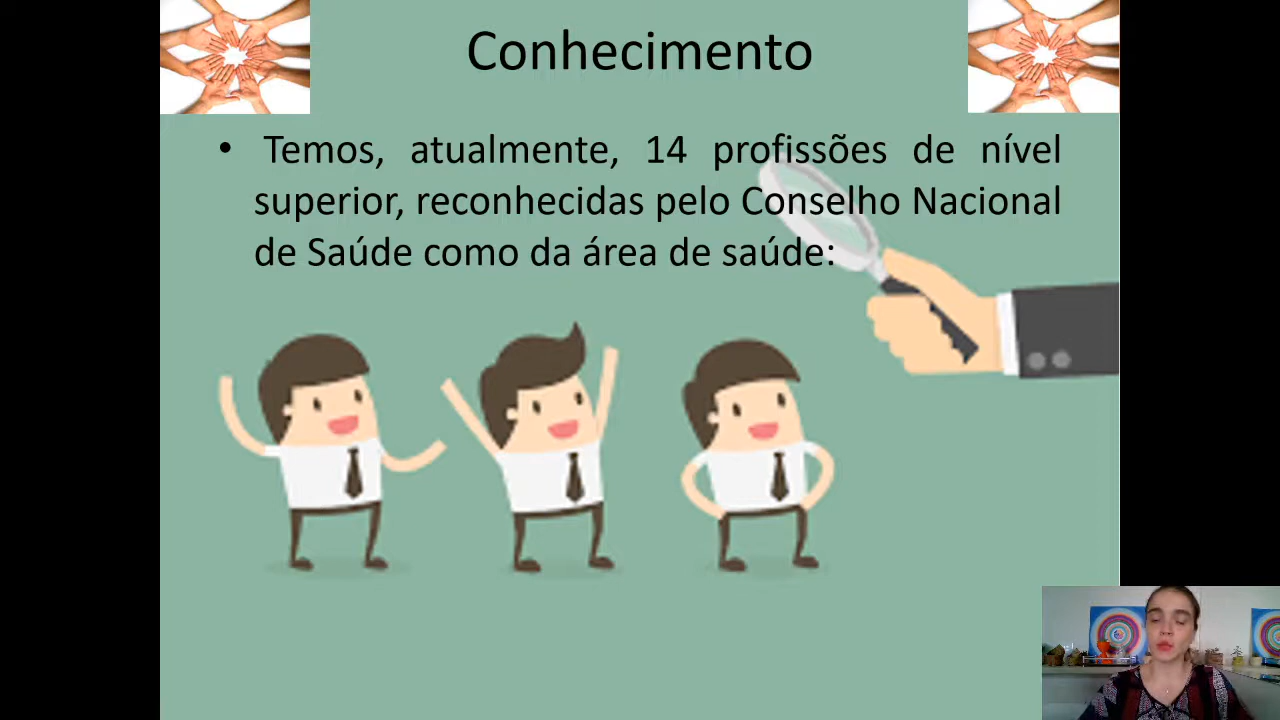 Conhecimento
• Temos, atualmente, 14 profissões de nível
superior, reconhecidas pelo Conselho Nacional
de Saúde como da área de saúde: